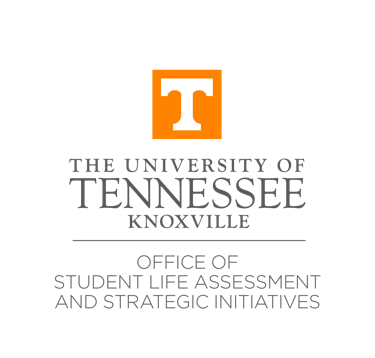 T
THE UNIVERSITY OF
TENNESSEE
KNOXVILLE
OFFICE OF
STUDENT LIFE ASSESSMENT
AND STRATEGIC INITIATIVES